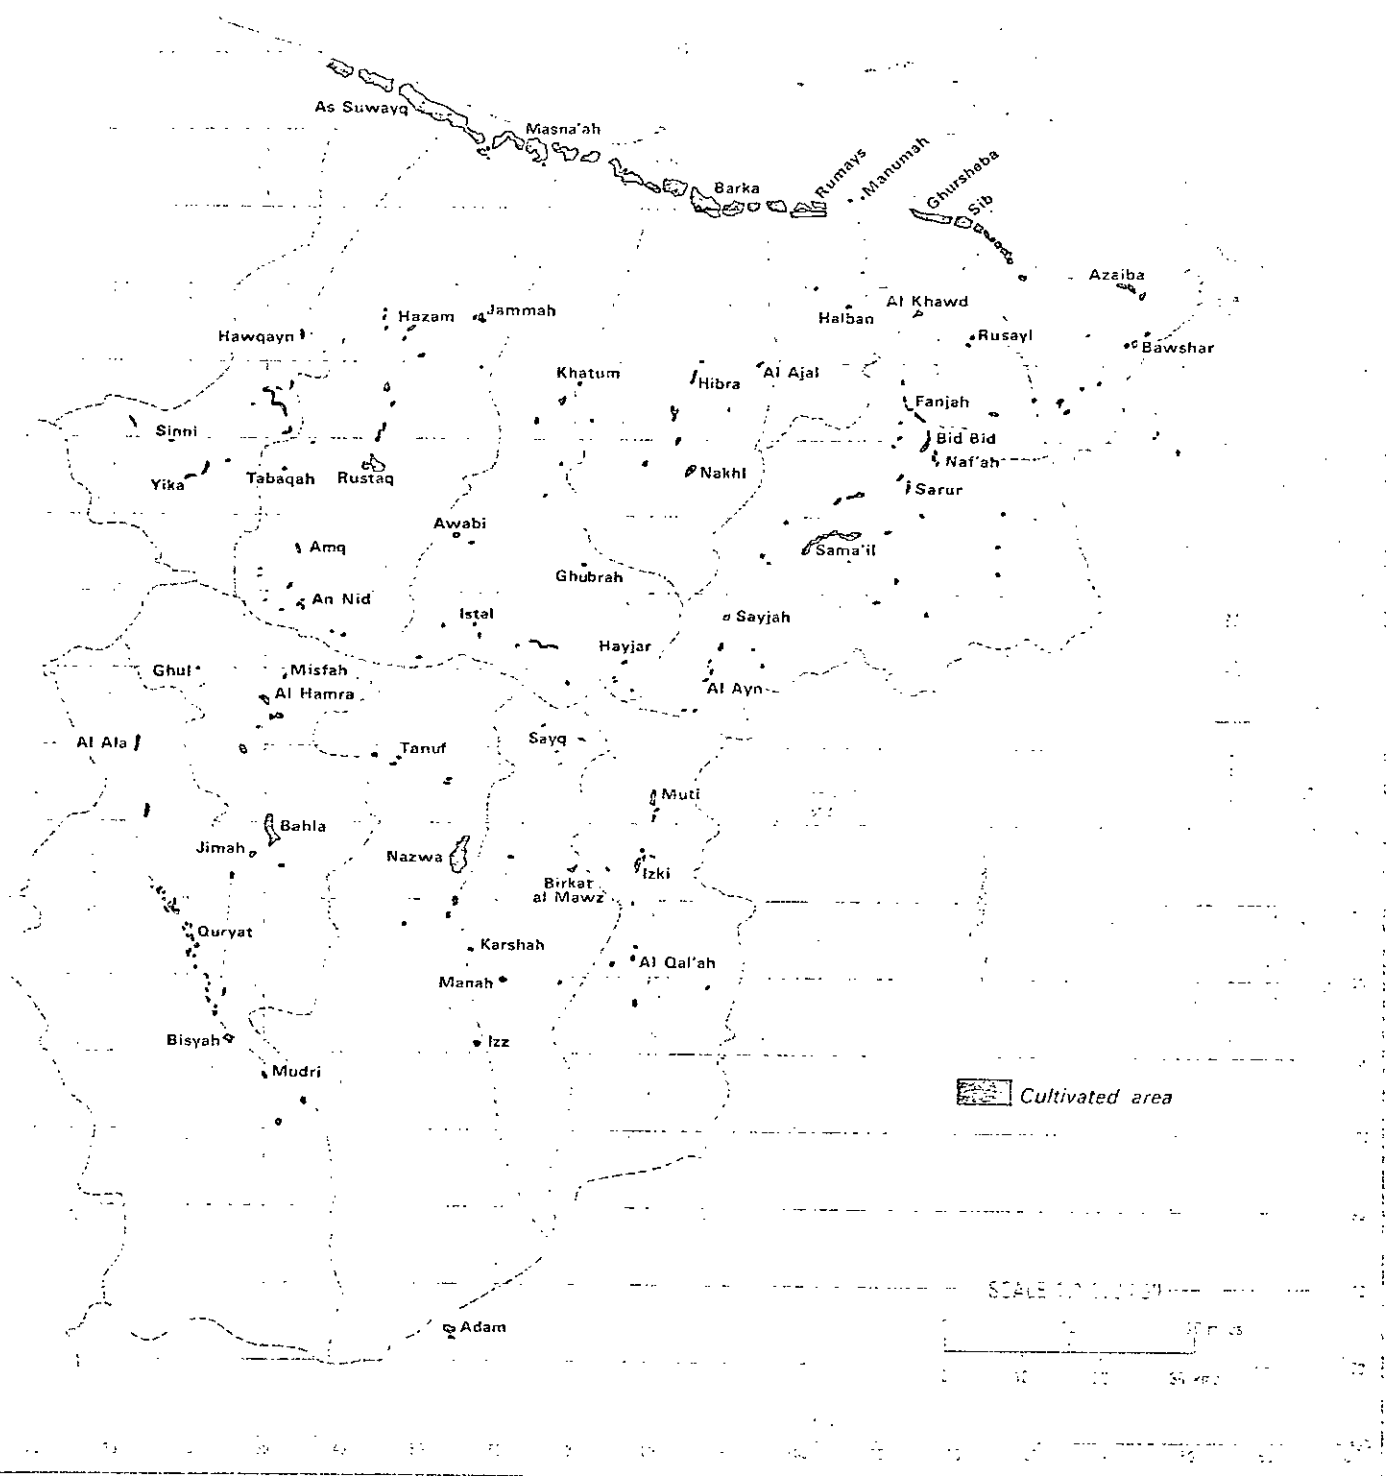 As Suwayq
Masna'ah
Barka
Rumays
Manumah
Ghursheba
Sib
Azaiba
Al Khawd
Halban
Rusayl
Bawshar
Hazam
Jammah
Hawqayn
Khatum
Hibra
Al Ajal
Fanjah
Sinni
Bid Bid
Naf'ah
Yika
Tabaqah
Rustaq
Nakhl
Sarur
Awabi
Amq
Sama'il
Ghubrah
An Nid
Istal
Sayjah
Hayjar
Ghul
Misfah
Al Hamra
Al Ayn
Al Ala
Tanuf
Sayq
Muti
Bahla
Jimah
Nazwa
Izki
Birkat
al Mawz
Quryat
Karshah
Al Qal'ah
Manah
Bisyah
Izz
Mudri
Cultivated area
SCALE
Adam